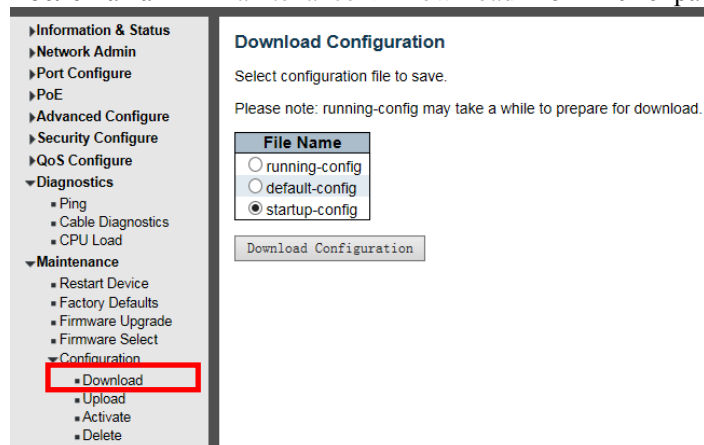 Information & Status
Network Admin
Port Configure
PoE
Advanced Configure
Security Configure
QoS Configure
Diagnostics
Ping
Cable Diagnostics
CPU Load
Maintenance
Restart Device
Factory Defaults
Firmware Upgrade
Firmware Select
Configuration
Download
Upload
Activate
Delete
Download Configuration
Select configuration file to save.
Please note: running-config may take a while to prepare for download.
File Name
running-config
default-config
startup-config
Download Configuration